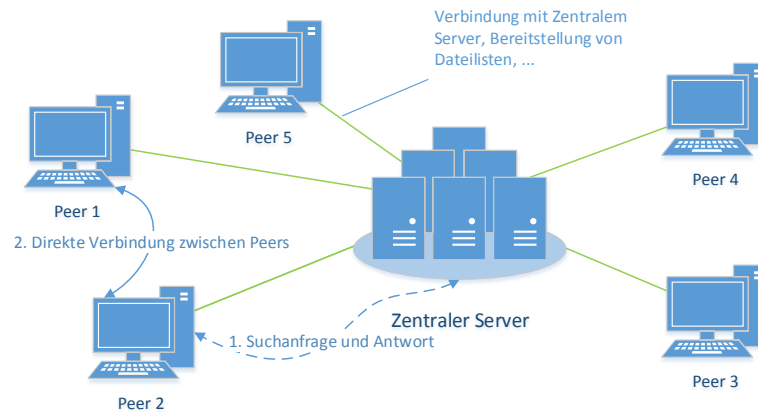 Verbindung mit Zentralem
Server, Bereitstellung von
Dateilisten, ...
Peer 5
Peer 4
Peer 1
2. Direkte Verbindung zwischen Peers
Zentraler Server
1. Suchanfrage und Antwort
Peer 3
Peer 2